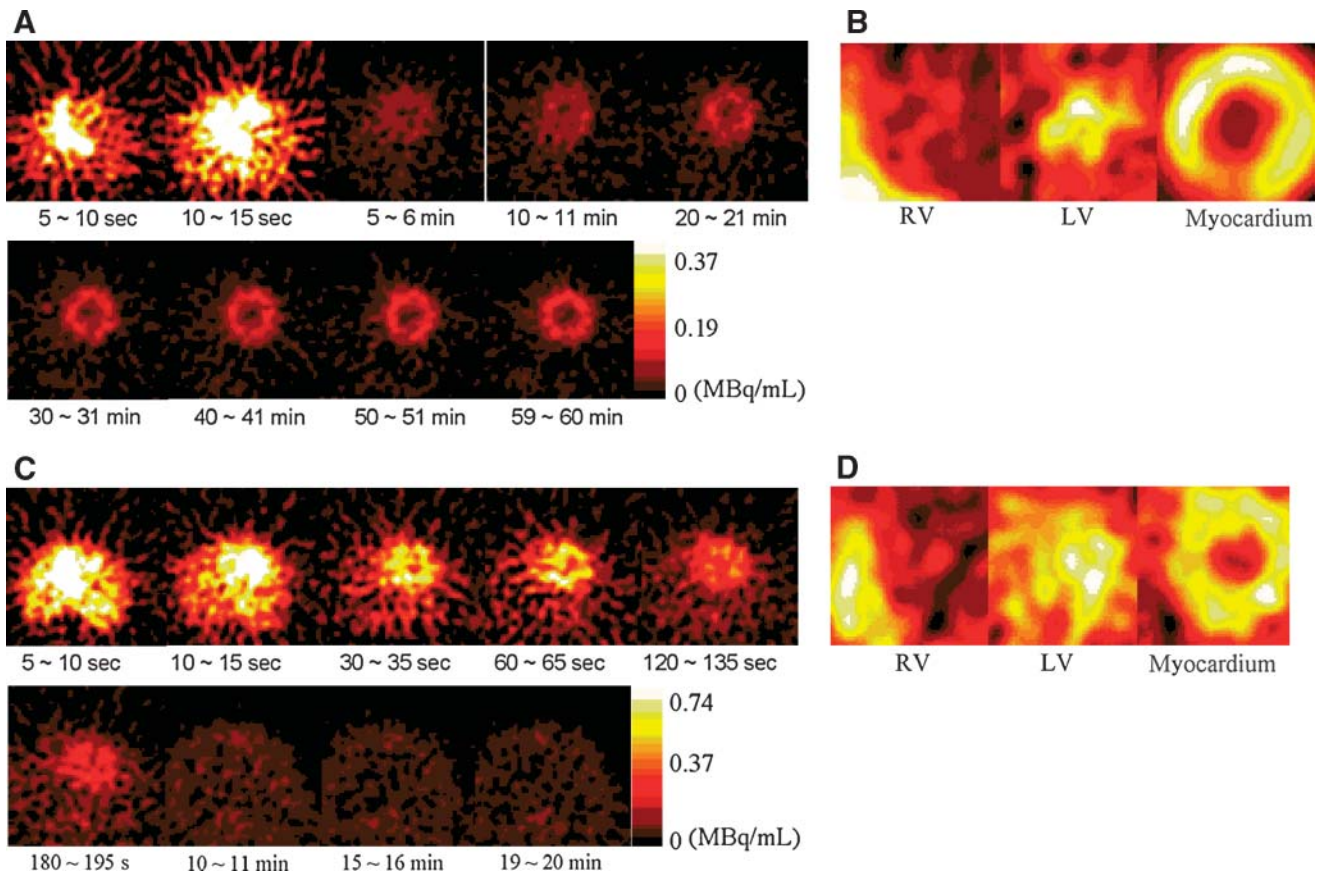 A
B
5 ~ 10 sec 10 ~ 15 sec 5 ~ 6 min 10 ~ 11 min 20 ~ 21 min
RV LV Myocardium
0.37
0.19
0 (MBq/mL)
30 ~ 31 min 40 ~ 41 min 50 ~ 51 min 59 ~ 60 min
C
D
5 ~ 10 sec 10 ~ 15 sec 30 ~ 35 sec 60 ~ 65 sec 120 ~ 135 sec
RV LV Myocardium
0.74
0.37
0 (MBq/mL)
180 ~ 195 s 10 ~ 11 min 15 ~ 16 min 19 ~ 20 min